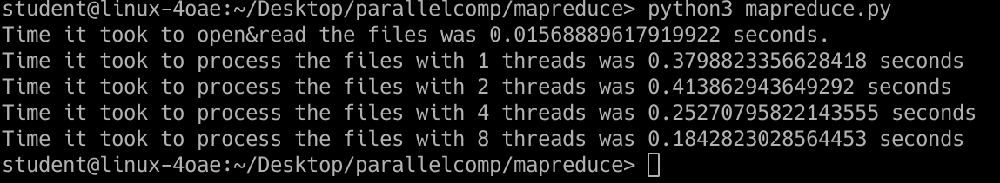 student@linux-4oae:~/Desktop/parallelcomp/mapreduce> python3 mapreduce.py
Time it took to open&read the files was 0.01568889617919922 seconds.
Time it took to process the files with 1 threads was 0.3798823356628418 seconds
Time it took to process the files with 2 threads was 0.413862943649292 seconds
Time it took to process the files with 4 threads was 0.25270795822143555 seconds
Time it took to process the files with 8 threads was 0.1842823028564453 seconds
student@linux-4oae:~/Desktop/parallelcomp/mapreduce>